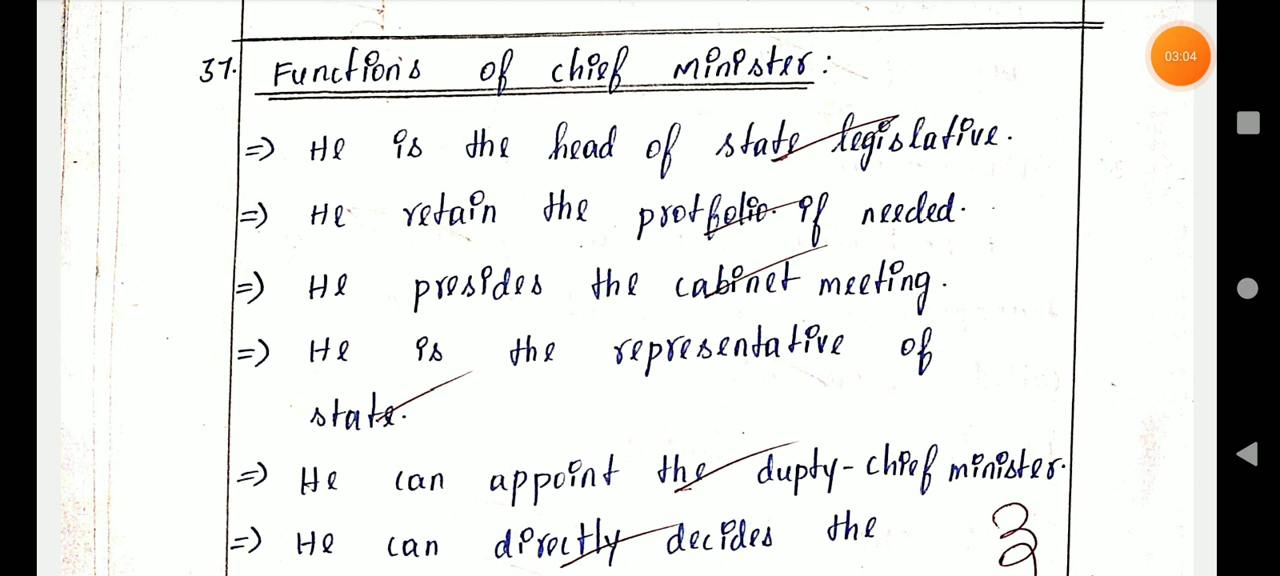 03:04
37. Function's of chief minister:
=> He is the head of state legislative.
=> He retain the protfolio if needed.
=> He presides the cabinet meeting.
=> He is the representative of
state.
=> He can appoint the dupty-chief minister.
=> He can directly decides the
3